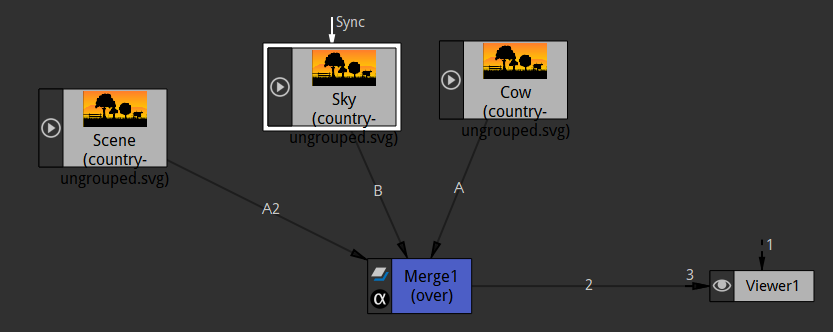 Sync
Sky
(country-
ungrouped.svg)
Cow
(country-
ungrouped.svg)
Scene
(country-
ungrouped.svg)
A2
B
A
Merge1
(over)
α
2
3
1
Viewer1